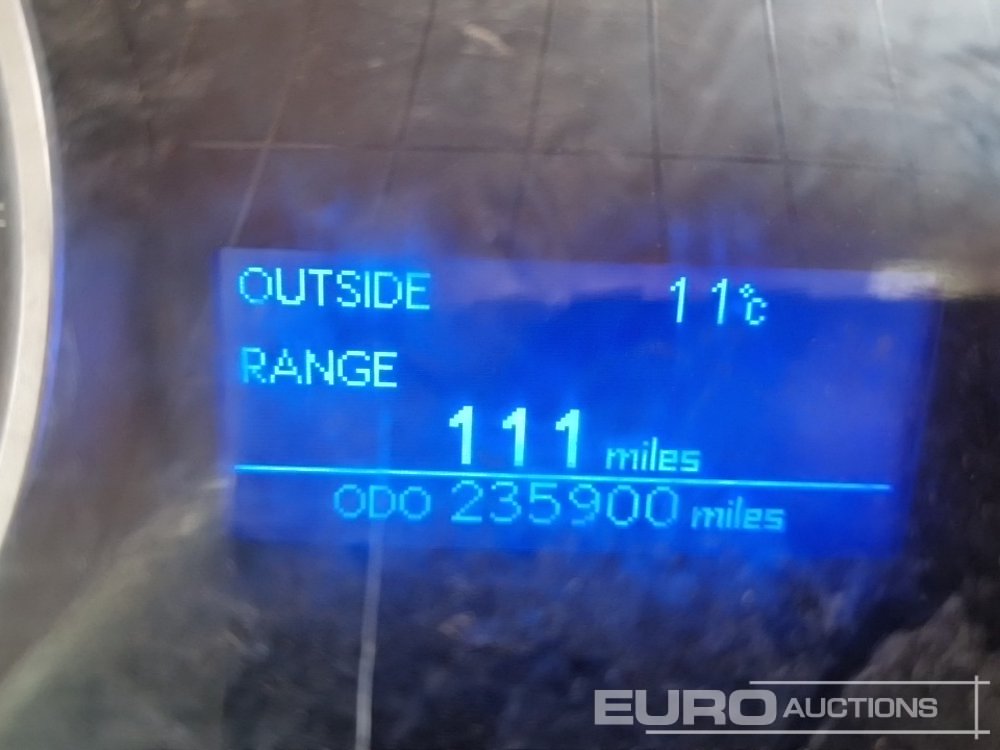 OUTSIDE 11°C
RANGE
111 miles
ODO 235900 miles
EURO AUCTIONS